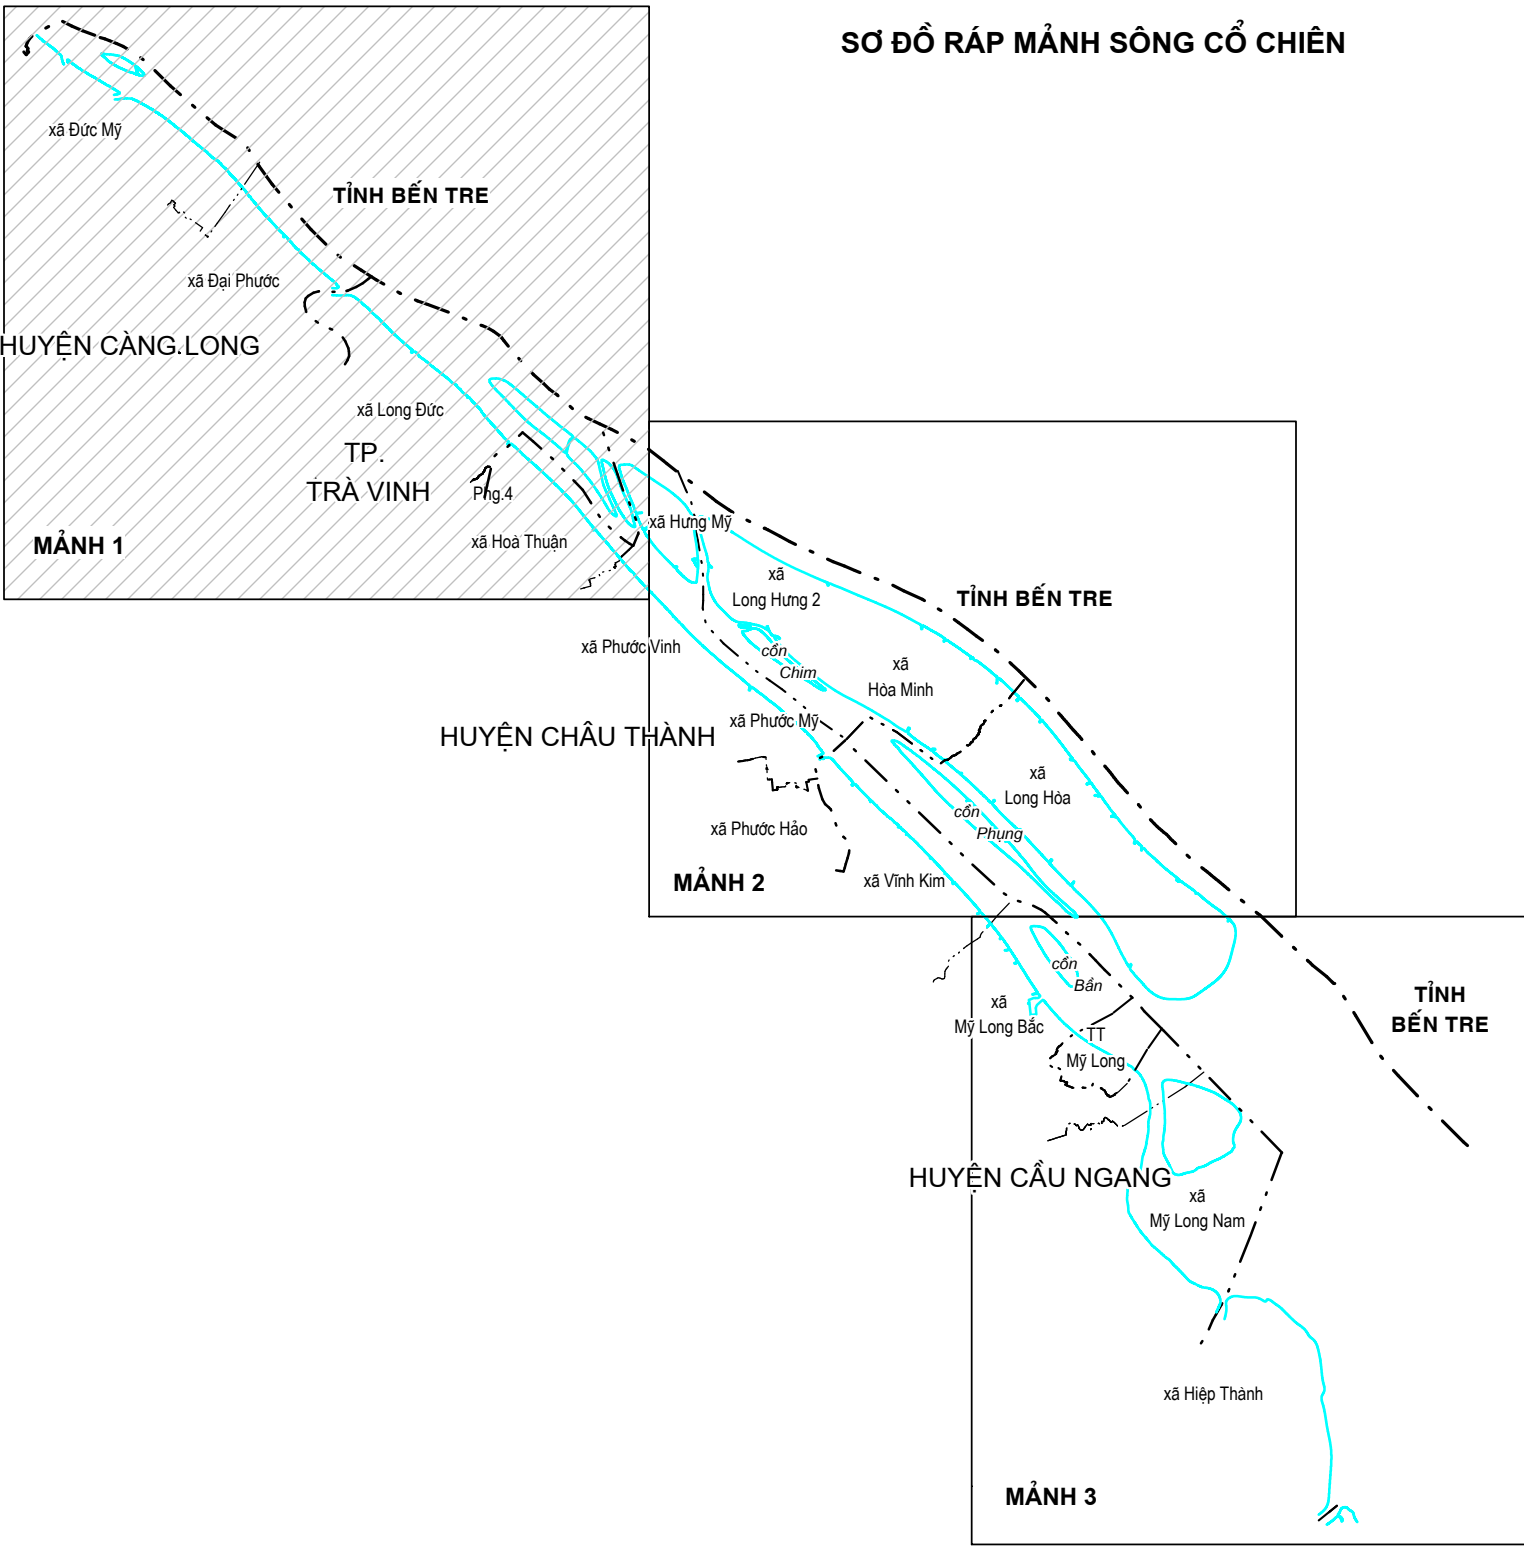 SƠ ĐỒ RÁP MẢNH SÔNG CỔ CHIÊN
xã Đức Mỹ
TỈNH BẾN TRE
xã Đại Phước
HUYỆN CÀNG LONG
xã Long Đức
TP.
TRÀ VINH
Phg.4
xã Hoà Thuận
MẢNH 1
xã Hưng Mỹ
xã
Long Hưng 2
TỈNH BẾN TRE
xã Phước Vinh
cồn
Chim
xã
Hòa Minh
xã Phước Mỹ
HUYỆN CHÂU THÀNH
xã
Long Hòa
cồn
Phụng
xã Phước Hảo
xã Vĩnh Kim
MẢNH 2
cồn
Bần
xã
Mỹ Long Bắc
TỈNH
BẾN TRE
TT
Mỹ Long
HUYỆN CẦU NGANG
xã
Mỹ Long Nam
xã Hiệp Thành
MẢNH 3